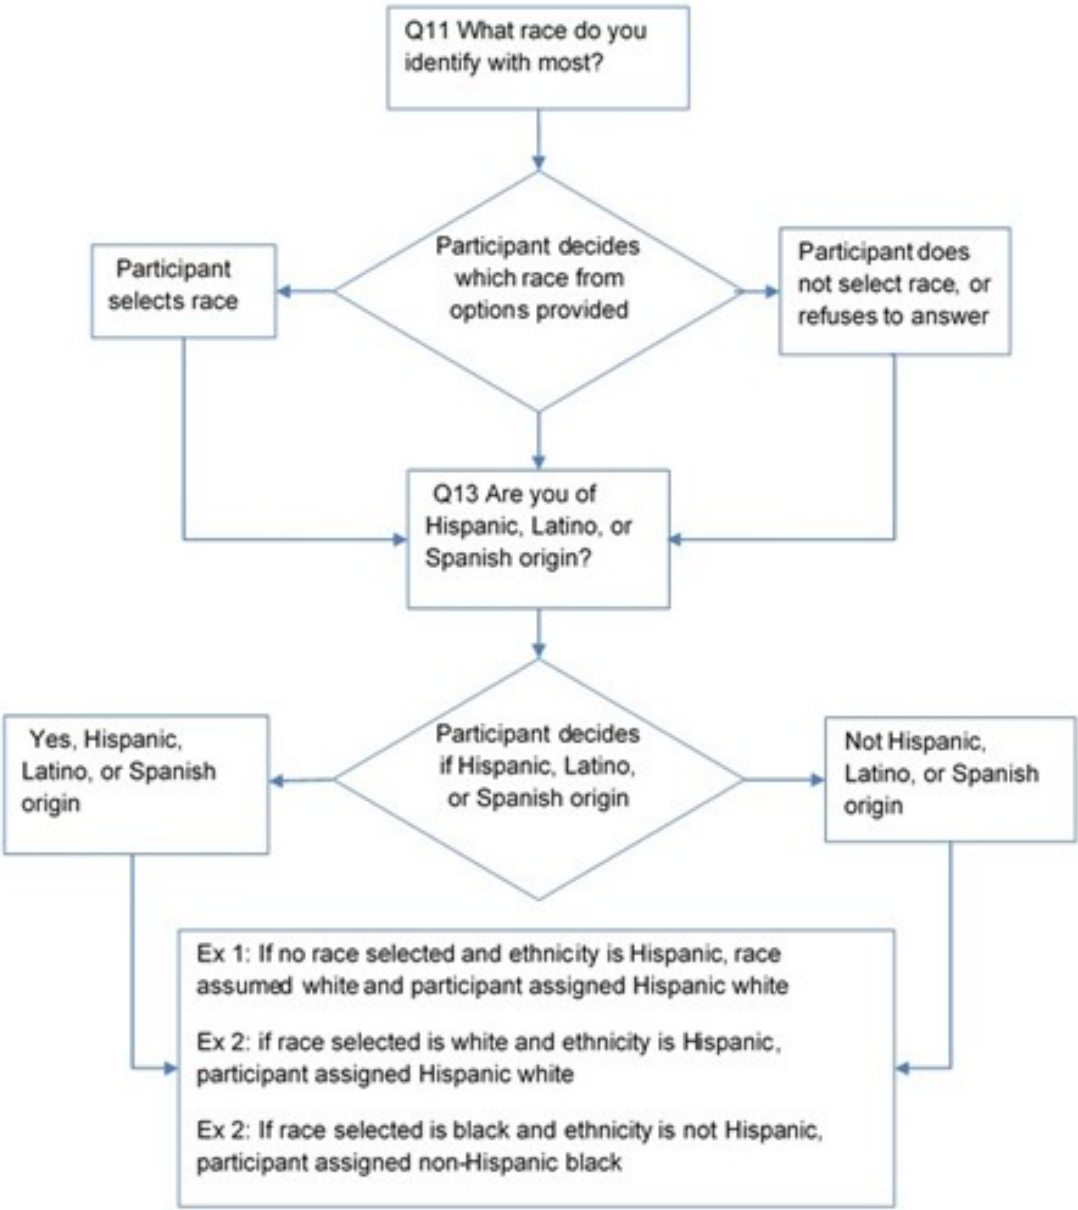 Q11 What race do you
identify with most?
Participant decides
which race from
options provided
Participant
selects race
Participant does
not select race, or
refuses to answer
Q13 Are you of
Hispanic, Latino, or
Spanish origin?
Participant decides
if Hispanic, Latino,
or Spanish origin
Yes, Hispanic,
Latino, or Spanish
origin
Not Hispanic,
Latino, or Spanish
origin
Ex 1: If no race selected and ethnicity is Hispanic, race
assumed white and participant assigned Hispanic white
Ex 2: if race selected is white and ethnicity is Hispanic,
participant assigned Hispanic white
Ex 2: If race selected is black and ethnicity is not Hispanic,
participant assigned non-Hispanic black